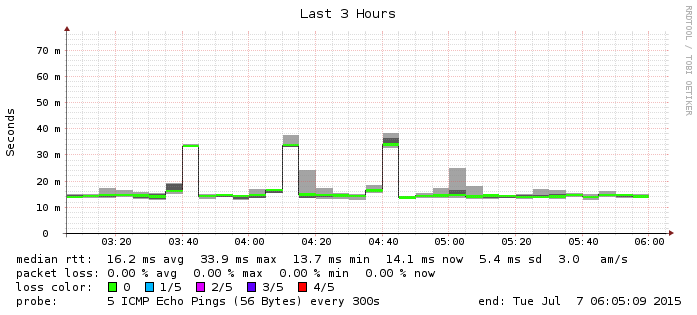 Last 3 Hours
RRDTOOL / TOBI OETIKER
Seconds
70 m
60 m
50 m
40 m
30 m
20 m
10 m
0
03:20 03:40 04:00 04:20 04:40 05:00 05:20 05:40 06:00
median rtt: 16.2 ms avg 33.9 ms max 13.7 ms min 14.1 ms now 5.4 ms sd 3.0 am/s
packet loss: 0.00 % avg 0.00 % max 0.00 % min 0.00 % now
loss color: 0 1/5 2/5 3/5 4/5
probe: 5 ICMP Echo Pings (56 Bytes) every 300s end: Tue Jul 7 06:05:09 2015